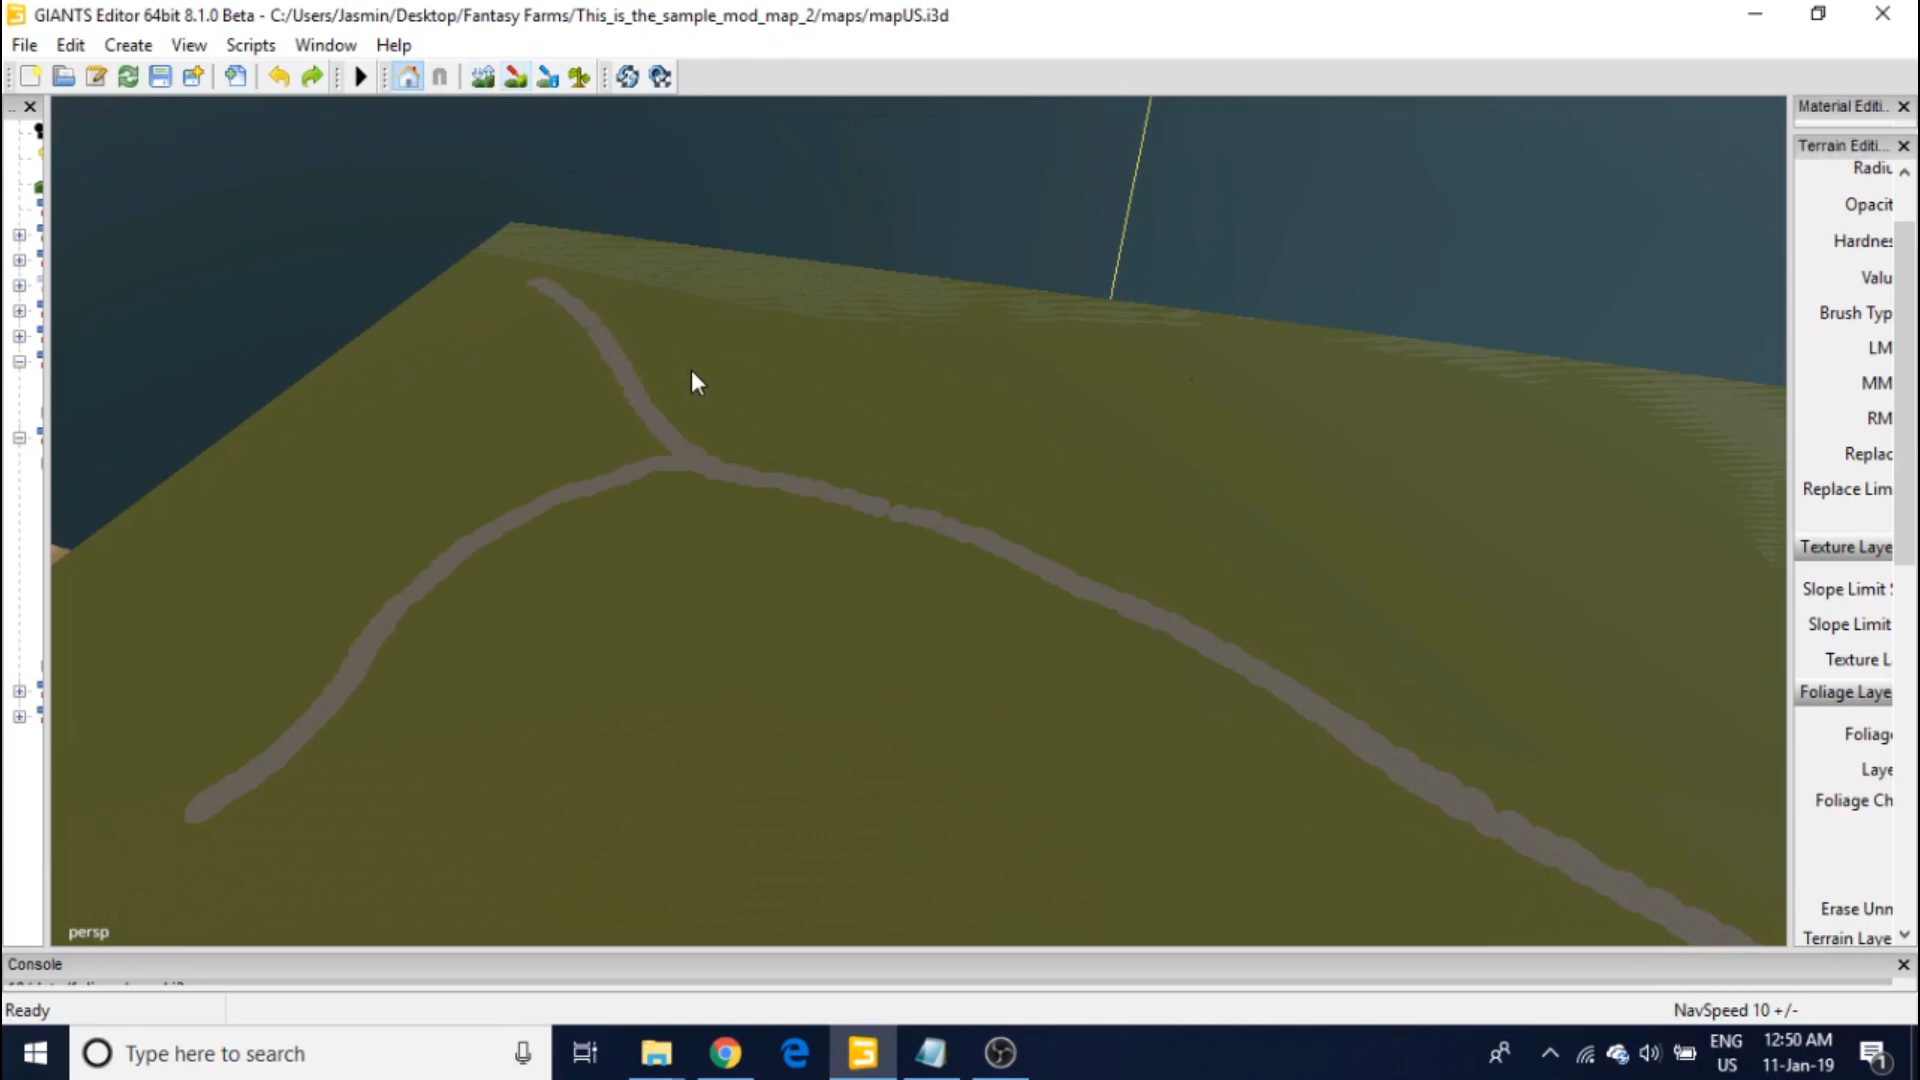 GIANTS Editor 64bit 8.1.0 Beta - C:/Users/Jasmin/Desktop/Fantasy Farms/This_is_the_sample_mod_map_2/maps/mapUS.i3d
File Edit Create View Scripts Window Help
Material Editi..
Terrain Editi...
Radiu
Opacit
Hardnes
Valu
Brush Typ
LM
MM
RM
Replac
Replace Lim
Texture Laye
Slope Limit
Slope Limit
Texture L
Foliage Laye
Foliag
Laye
Foliage Ch
Erase Unn
Terrain Laye
persp
Console
Ready
NavSpeed 10 +/-
Type here to search
ENG
US
12:50 AM
11-Jan-19
1